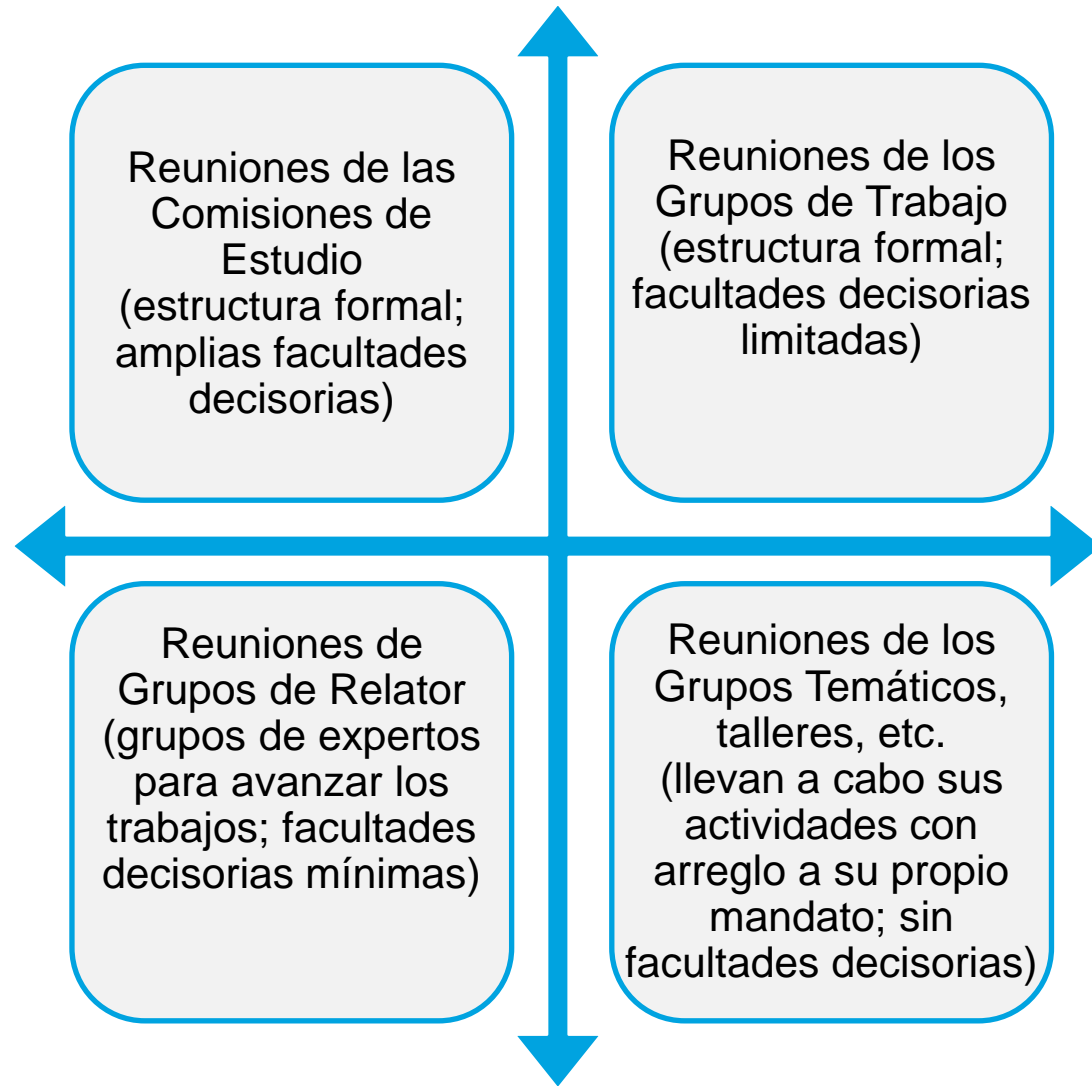 Reuniones de las
Comisiones de
Estudio
(estructura formal;
amplias facultades
decisorias)
Reuniones de los
Grupos de Trabajo
(estructura formal;
facultades decisorias
limitadas)
Reuniones de
Grupos de Relator
(grupos de expertos
para avanzar los
trabajos; facultades
decisorias mínimas)
Reuniones de los
Grupos Temáticos,
talleres, etc.
(llevan a cabo sus
actividades con
arreglo a su propio
mandato; sin
facultades decisorias)